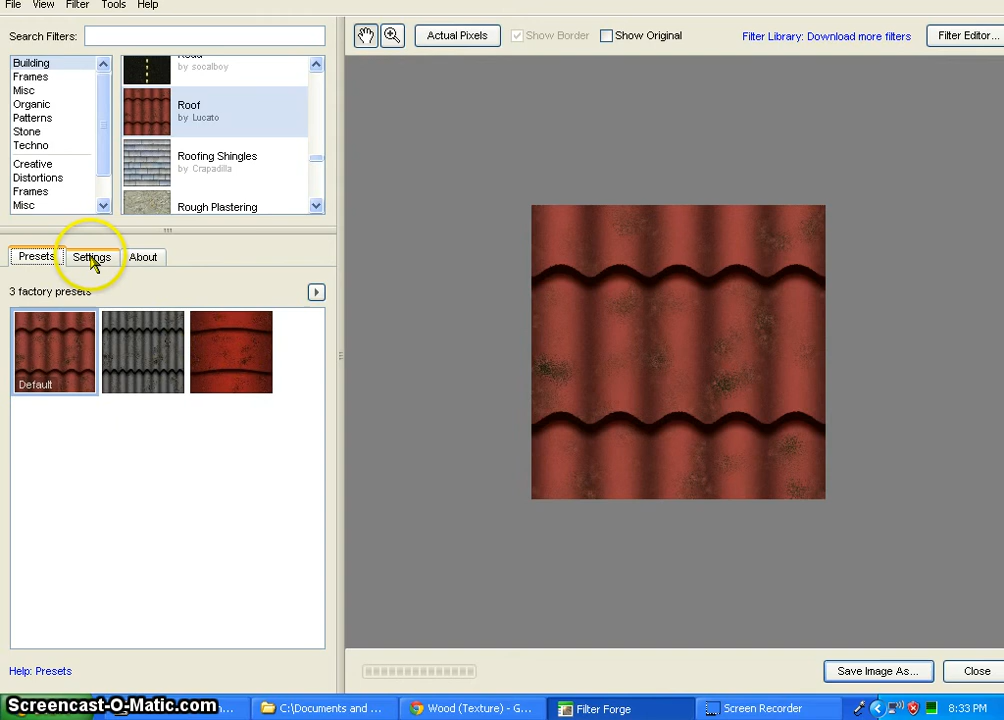 File View Filter Tools Help
Search Filters:
Actual Pixels
Show Border
Show Original
Filter Library: Download more filters
Filter Editor...
Building
Frames
Misc
Organic
Patterns
Stone
Techno
Creative
Distortions
Frames
Misc
Road
by socalboy
Roof
by Lucato
Roofing Shingles
by Crapadilla
Rough Plastering
Presets
Settings
About
3 factory presets
Default
Help: Presets
Save Image As...
Close
Screencast-O-Matic.com
C:\Documents and ...
Wood (Texture) - G...
Filter Forge
Screen Recorder
8:33 PM